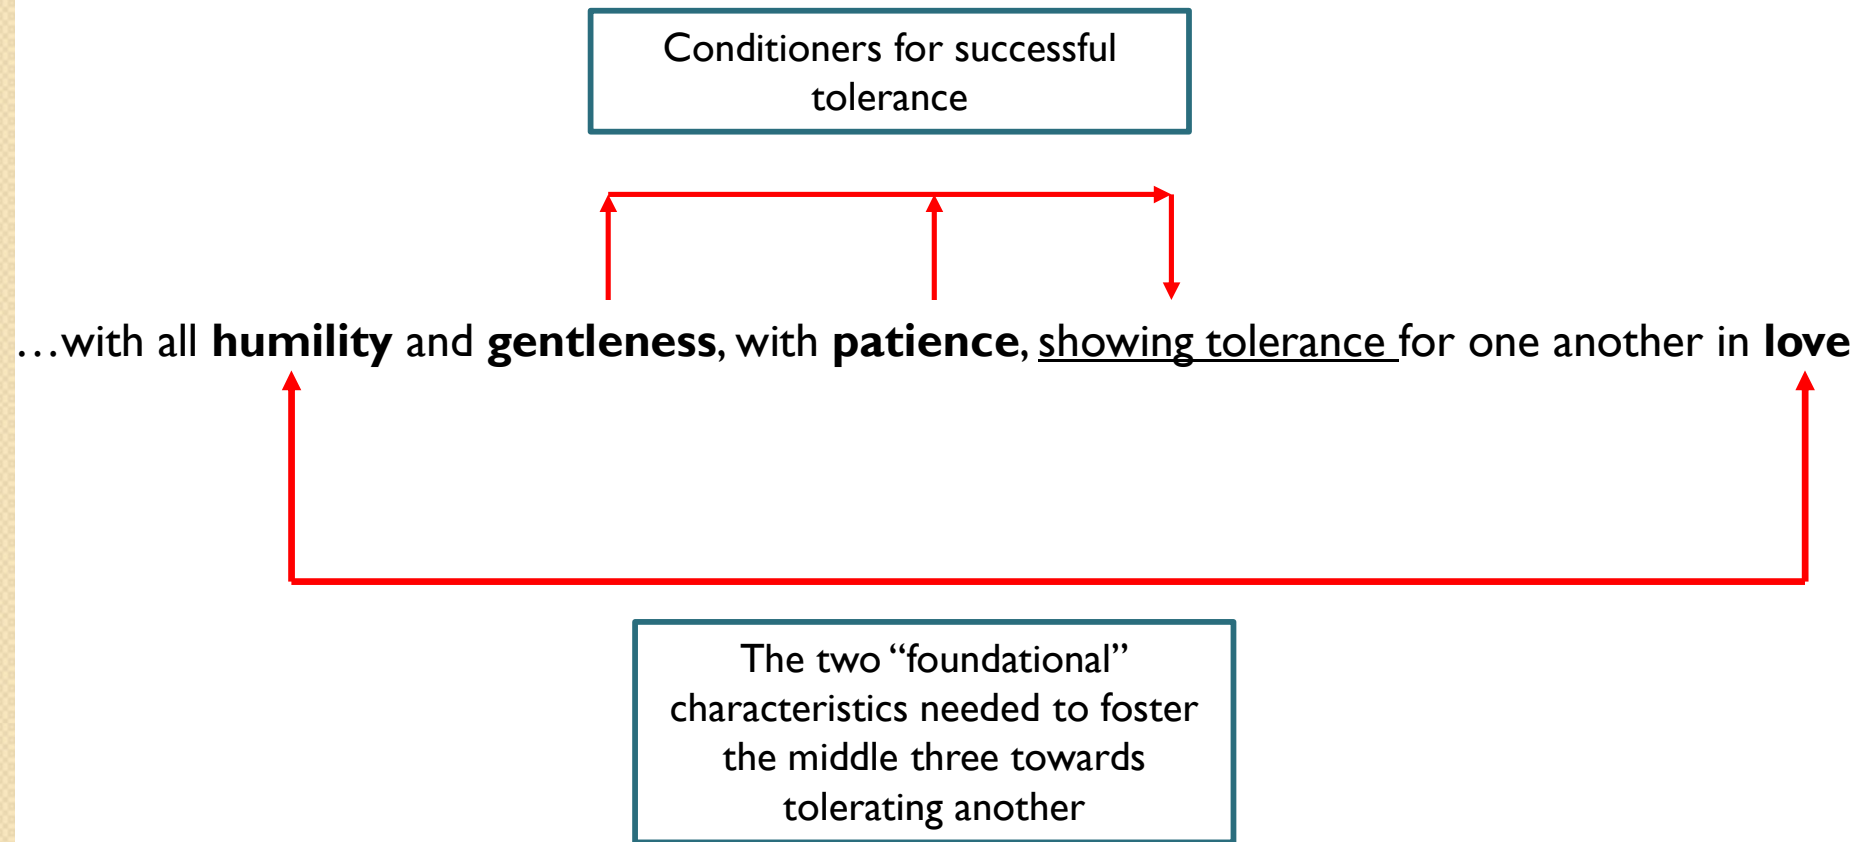 Conditioners for successful
tolerance
…with all humility and gentleness, with patience, showing tolerance for one another in love
The two “foundational”
characteristics needed to foster
the middle three towards
tolerating another